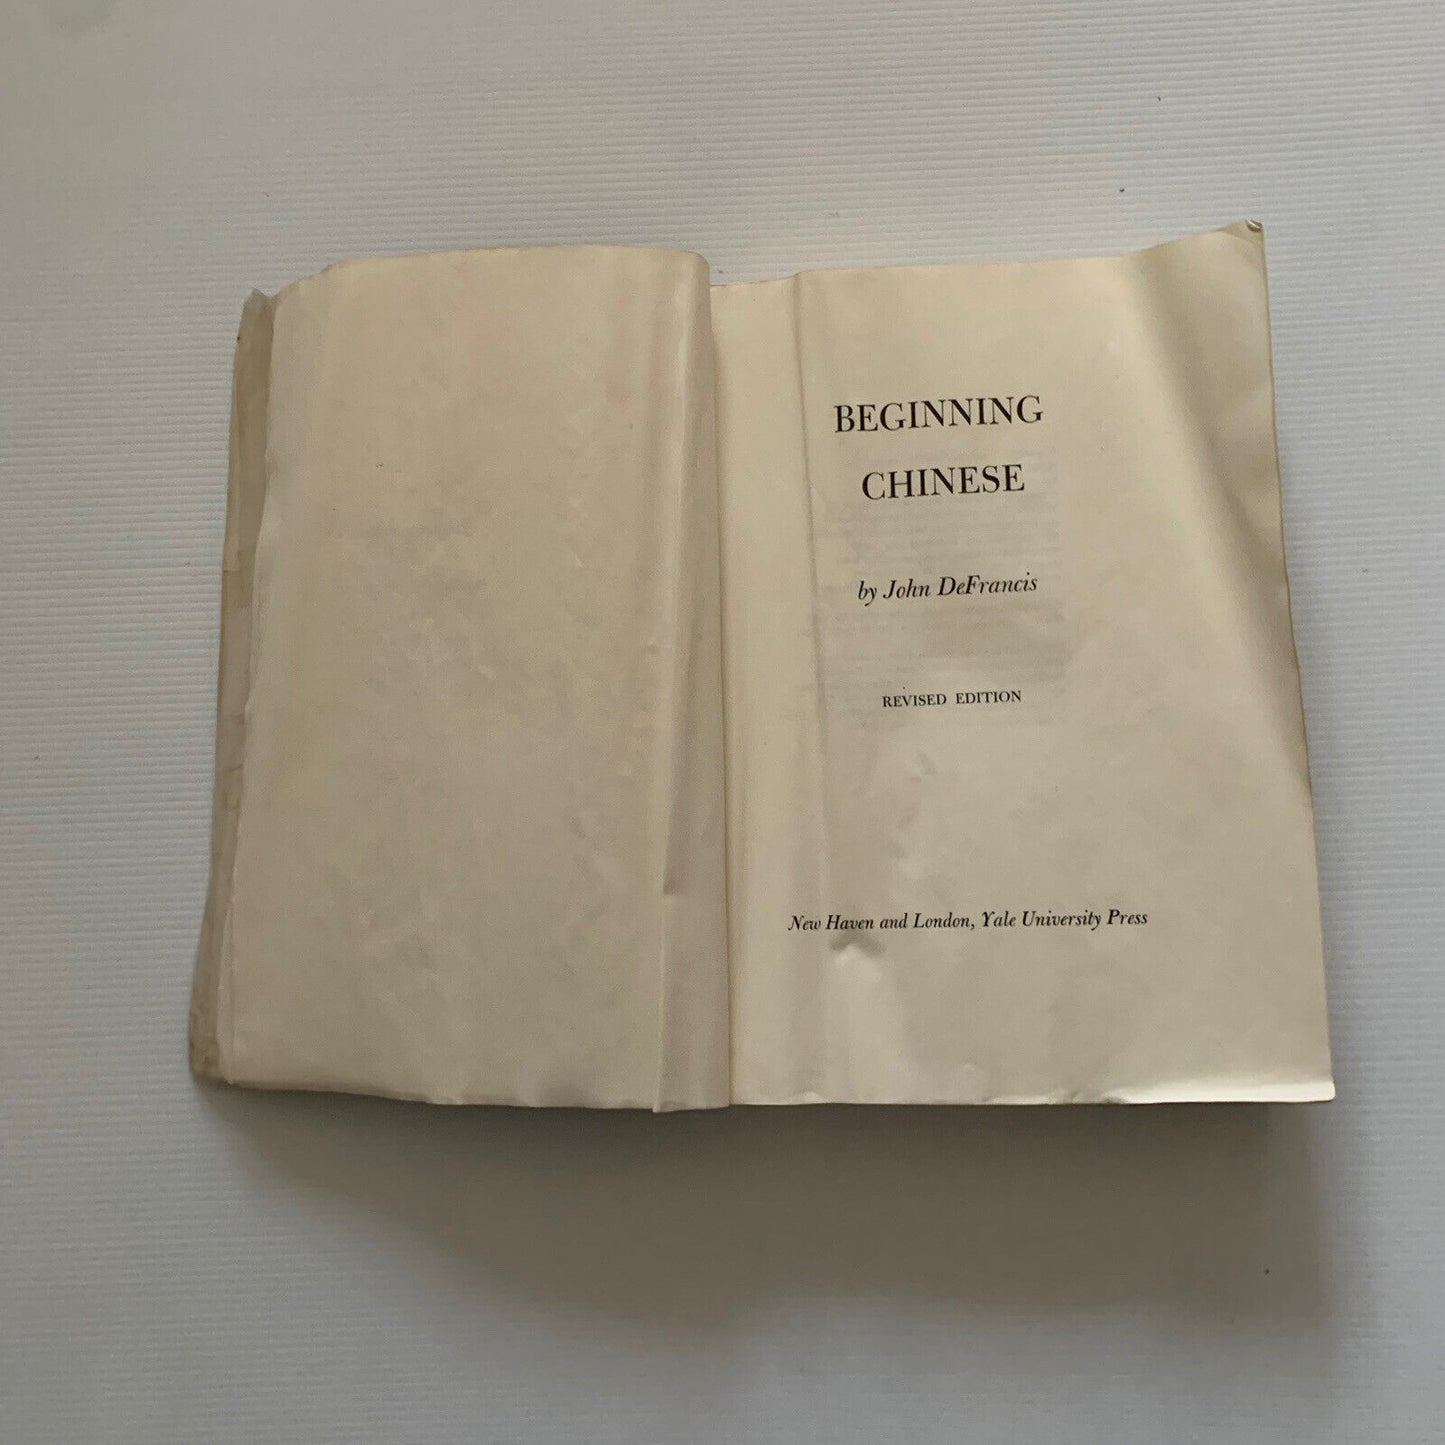 BEGINNING
CHINESE
by John DeFrancis
REVISED EDITION
New Haven and London, Yale University Press